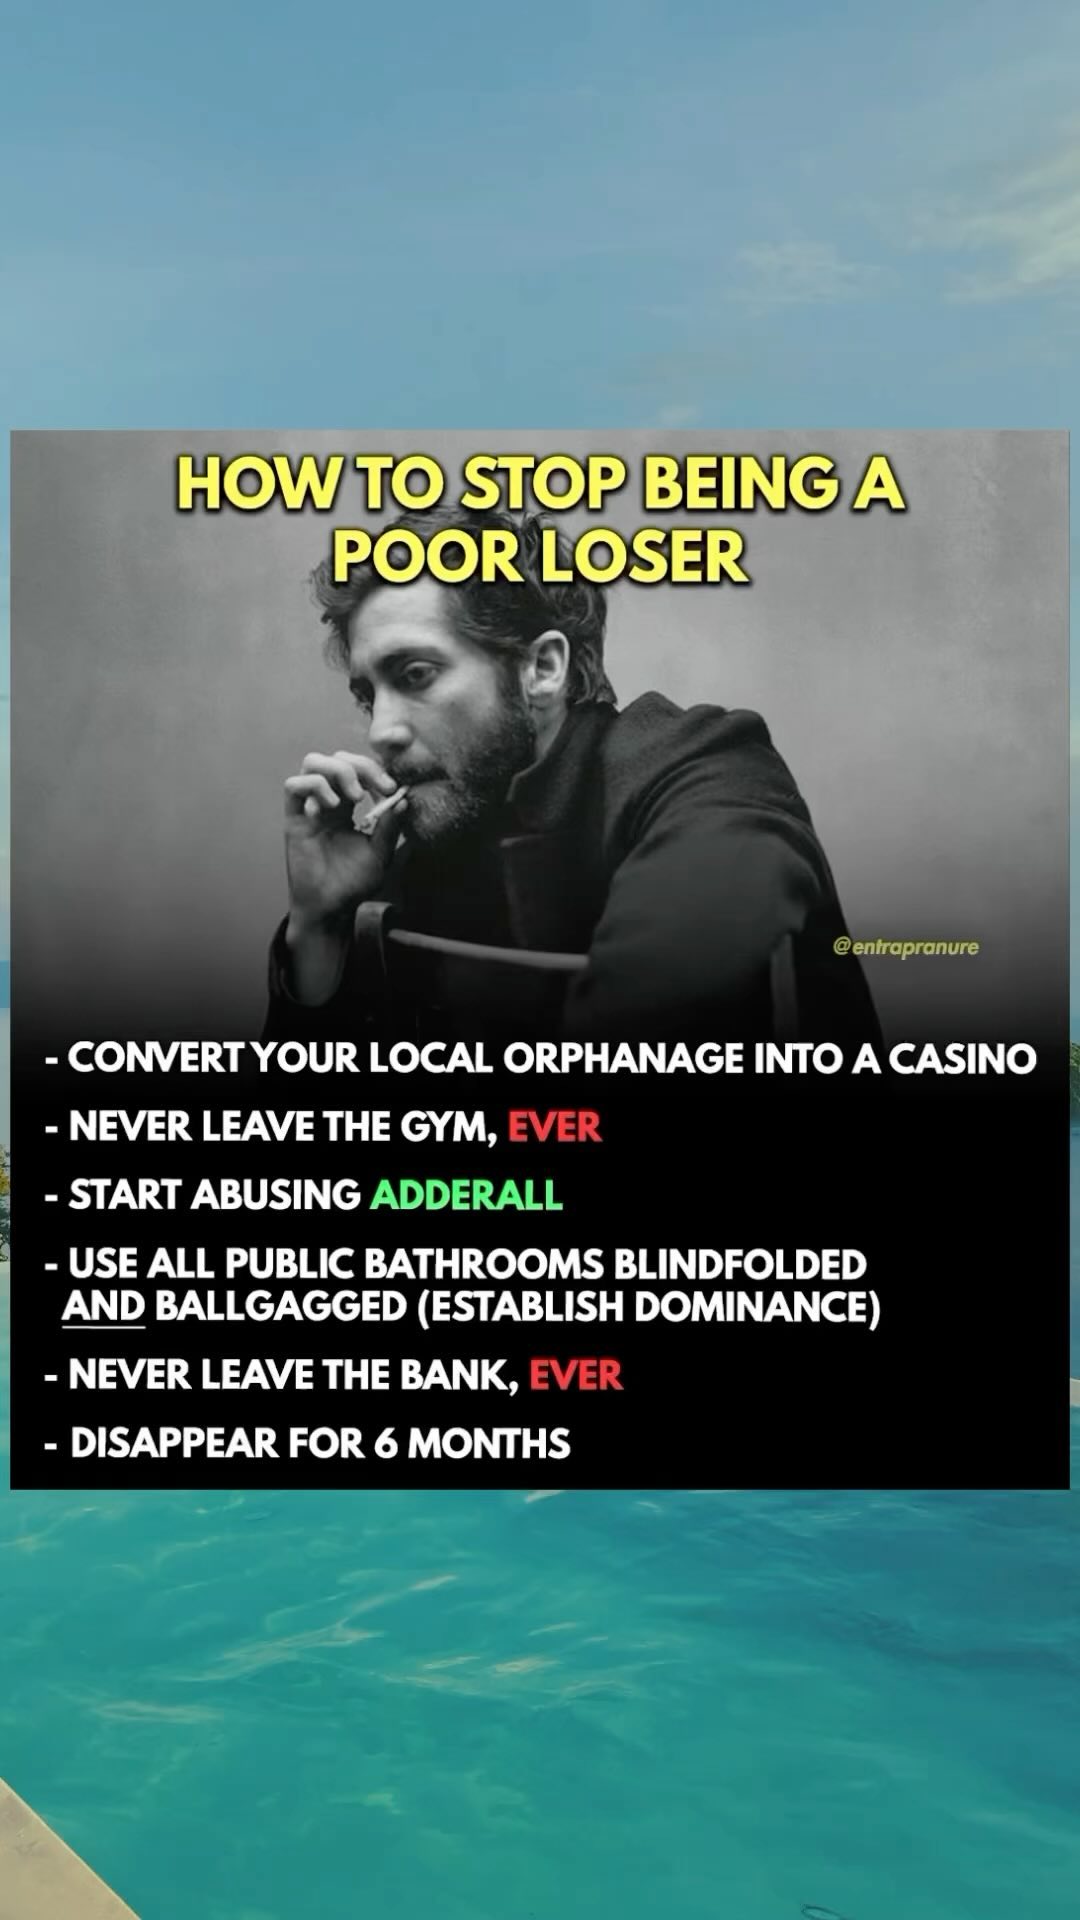 HOW TO STOP BEING A
POOR LOSER
@entrapranure
- CONVERT YOUR LOCAL ORPHANAGE INTO A CASINO
- NEVER LEAVE THE GYM, EVER
- START ABUSING ADDERALL
- USE ALL PUBLIC BATHROOMS BLINDFOLDED
AND BALLGAGGED (ESTABLISH DOMINANCE)
- NEVER LEAVE THE BANK, EVER
- DISAPPEAR FOR 6 MONTHS